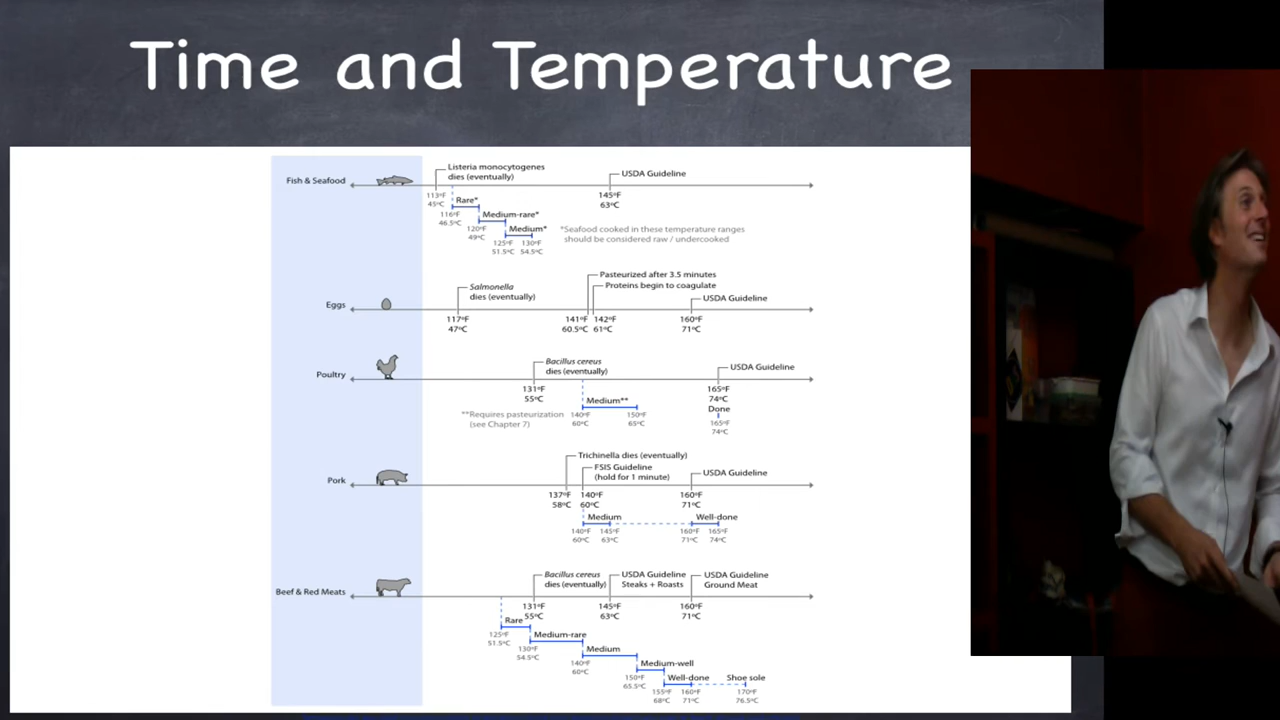 Time and Temperature
Listeria monocytogenes
dies (eventually)
USDA Guideline
Fish & Seafood
113°F
45°C
145°F
63°C
Rare*
116°F
46.5°C
Medium-rare*
120°F
49°C
Medium*
125°F 130°F
51.5°C 54.5°C
*Seafood cooked in these temperature ranges
should be considered raw / undercooked
Pasteurized after 3.5 minutes
Proteins begin to coagulate
Salmonella
dies (eventually)
USDA Guideline
Eggs
117°F
47°C
141°F 142°F
60.5°C 61°C
160°F
71°C
Bacillus cereus
dies (eventually)
USDA Guideline
Poultry
131°F
55°C
165°F
74°C
Done
165°F
74°C
Medium**
140°F 150°F
60°C 65°C
**Requires pasteurization
(see Chapter 7)
Trichinella dies (eventually)
FSIS Guideline
(hold for 1 minute)
USDA Guideline
Pork
137°F 140°F
58°C 60°C
160°F
71°C
Medium
140°F 145°F
60°C 63°C
Well-done
160°F 165°F
71°C 74°C
Bacillus cereus
dies (eventually)
USDA Guideline
Steaks + Roasts
USDA Guideline
Ground Meat
Beef & Red Meats
131°F
55°C
145°F
63°C
160°F
71°C
Rare
125°F
51.5°C
Medium-rare
130°F
54.5°C
Medium
140°F
60°C
Medium-well
150°F
65.5°C
Well-done
155°F 160°F
68°C 71°C
Shoe sole
170°F
76.5°C